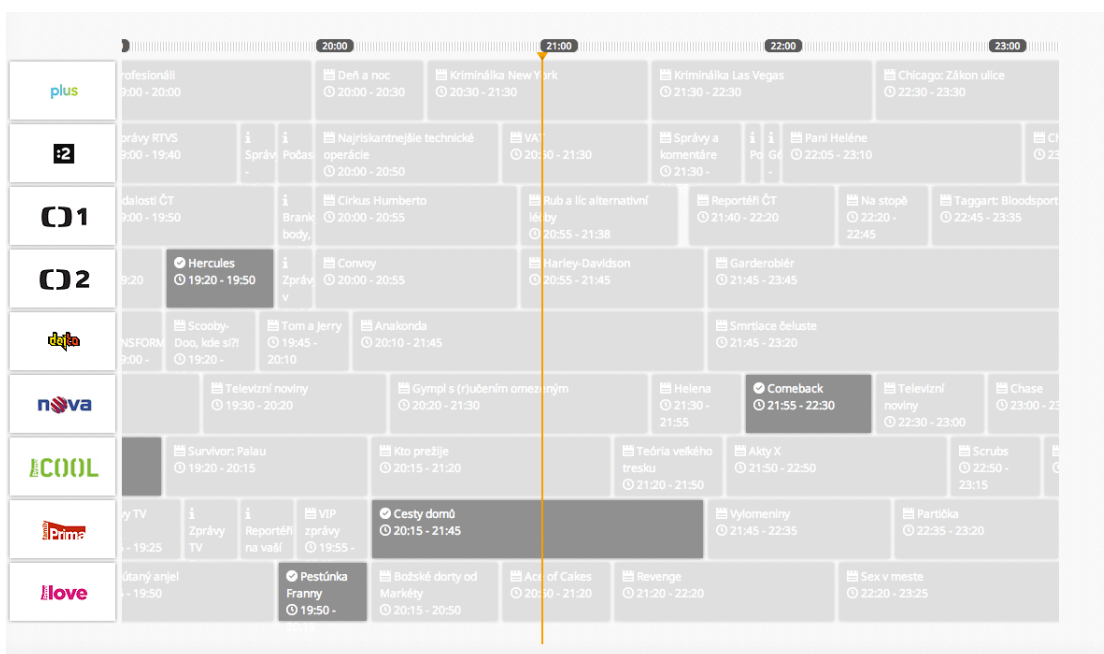 20:00 21:00 22:00 23:00
plus
rofesionáli
9:00 - 20:00
Deň a noc
20:00 - 20:30
Kriminálka New York
20:30 - 21:30
Kriminálka Las Vegas
21:30 - 22:30
Chicago: Zákon ulice
22:30 - 23:30
:2
právy RTVS
9:00 - 19:40
Správ
-
Počas
Najriskantnejšie technické
operácie
20:00 - 20:50
20:50 - 21:30
Správy a
komentáre
21:30 -
Po
-
Pani Heléne
22:05 - 23:10
1
dalosti ČT
9:00 - 19:50
Brank
body,
Cirkus Humberto
20:00 - 20:55
Rub a líc alternativní
léčby
20:55 - 21:38
Reportéři ČT
21:40 - 22:20
Na stopě
22:20 -
22:45
Taggart: Bloodsport
22:45 - 23:35
2
9:20
Hercules
19:20 - 19:50
Zpráv
v
Convoy
20:00 - 20:55
Harley-Davidson
20:55 - 21:45
Garderobiér
21:45 - 23:45
dajto
NSFORM
9:00 -
Scooby-
Doo, kde si?!
19:20 -
Tom a Jerry
19:45 -
20:10
Anakonda
20:10 - 21:45
Smrtiace čeluste
21:45 - 23:20
nova
Televizní noviny
19:30 - 20:20
Gympl s (r)učením omezeným
20:20 - 21:30
Helena
21:30 -
21:55
Comeback
21:55 - 22:30
Televizní
noviny
22:30 - 23:00
Chase
23:00 - 23
COOL
Survivor: Palau
19:20 - 20:15
Kto prežije
20:15 - 21:20
Teória veľkého
tresku
21:20 - 21:50
Akty X
21:50 - 22:50
Scrubs
22:50 -
23:15
family
Prima
y TV
- 19:25
Zprávy
TV
Reportéři
na vaší
VIP
zprávy
19:55 -
Cesty domů
20:15 - 21:45
Vylomeniny
21:45 - 22:35
Partička
22:35 - 23:20
love
útaný anjel
- 19:50
Pestúnka
Franny
19:50 -
Božské dorty od
Markéty
20:15 - 20:50
Ace of Cakes
20:50 - 21:20
Revenge
21:20 - 22:20
Sex v meste
22:20 - 23:25